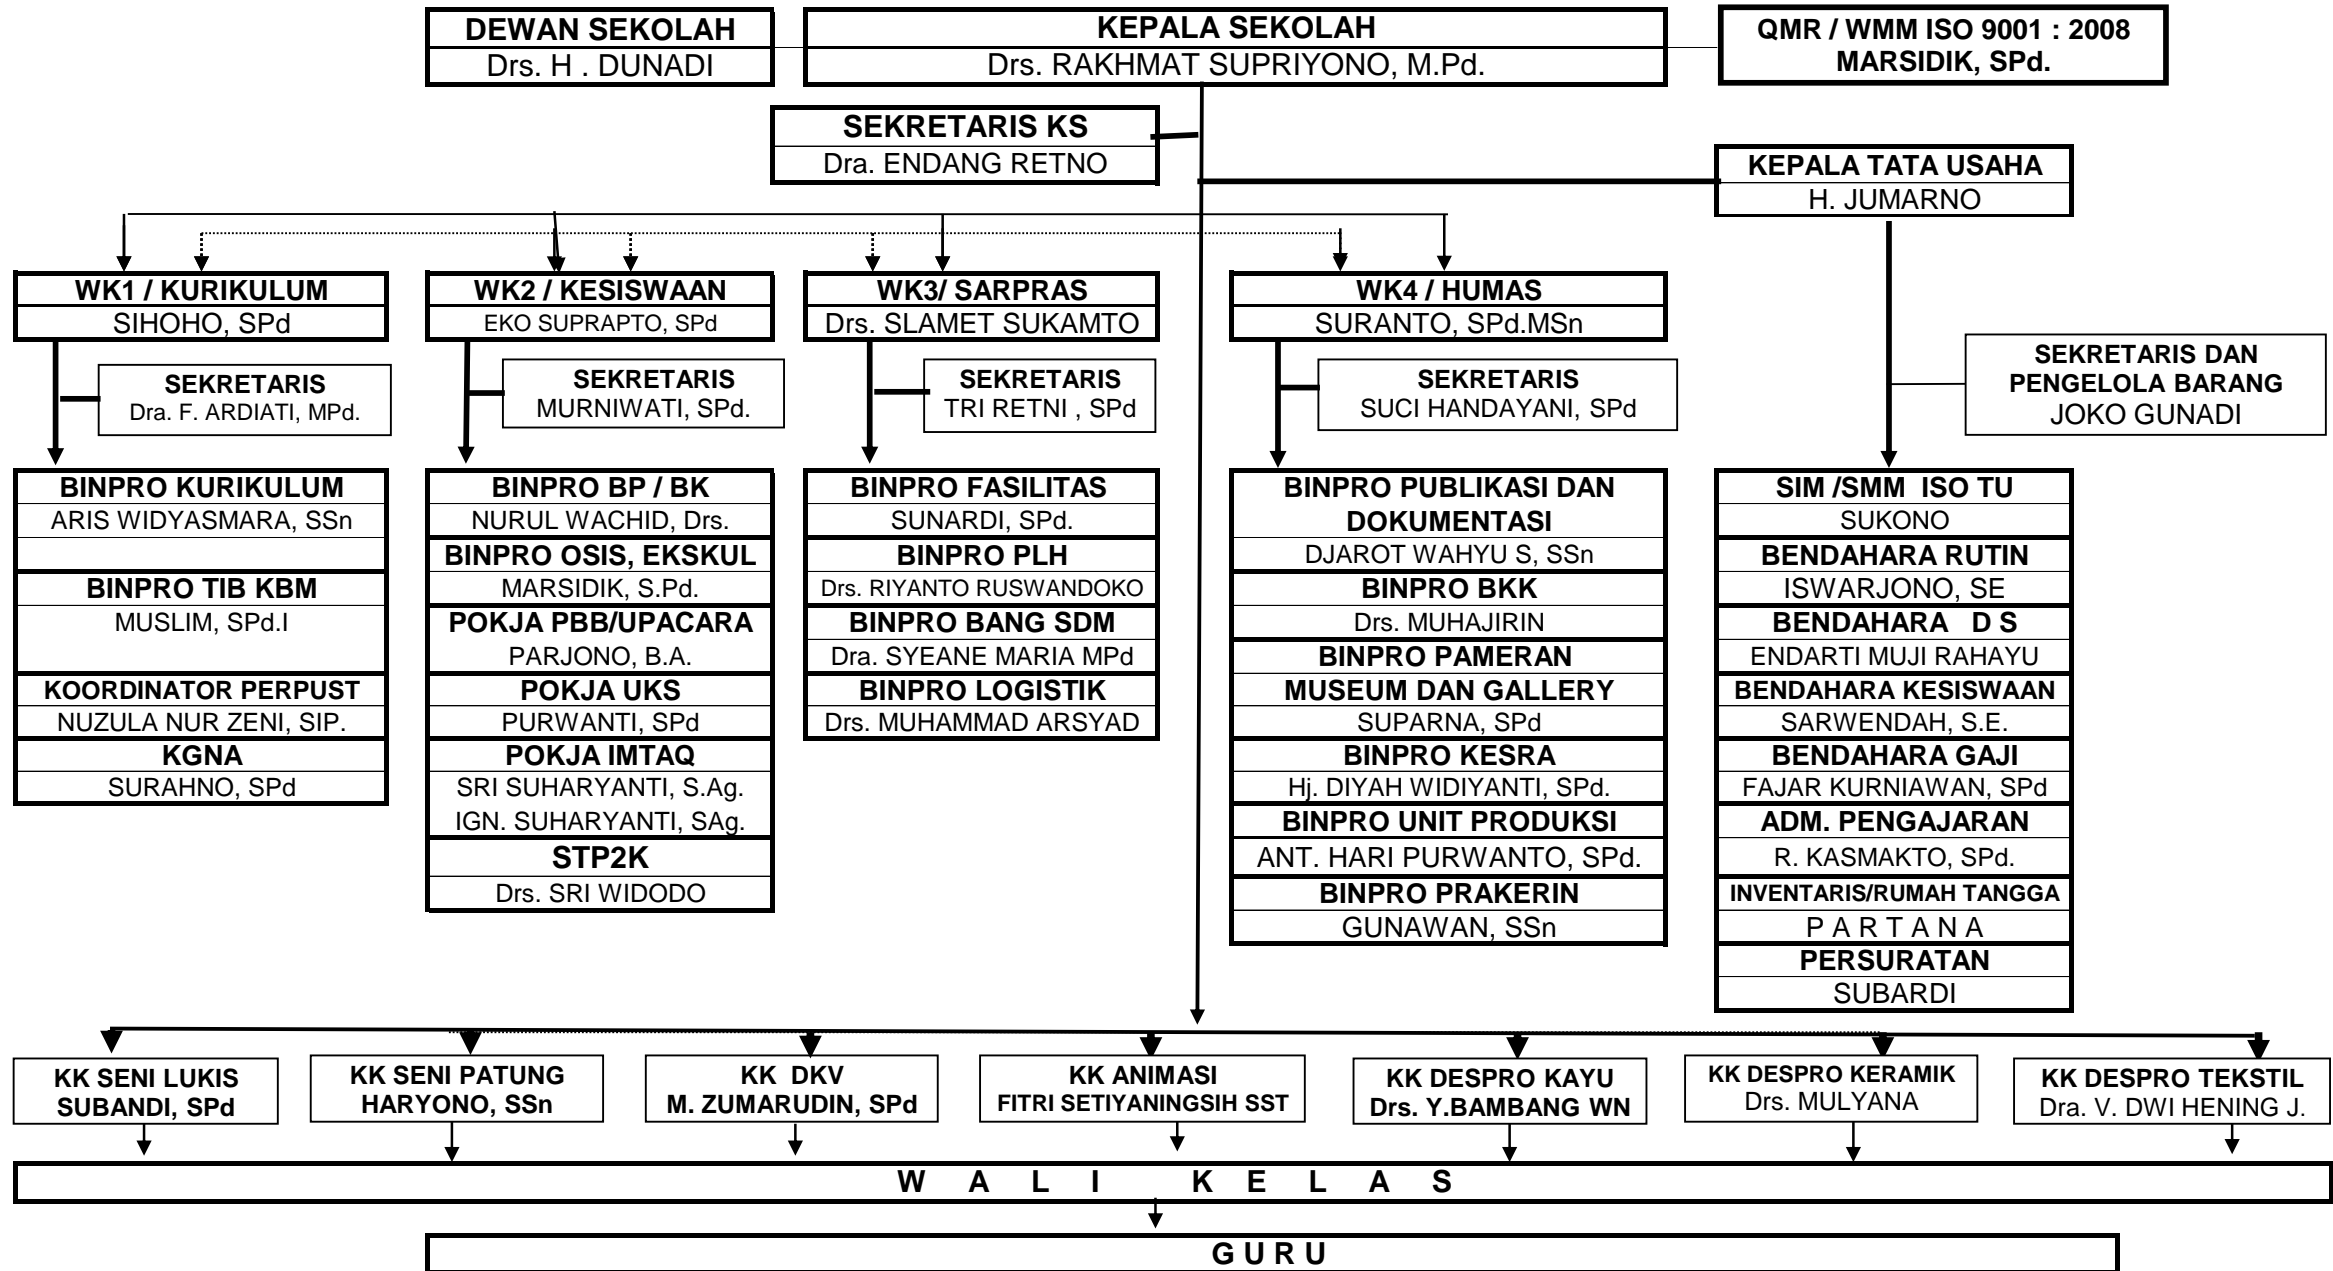 DEWAN SEKOLAH
Drs. H . DUNADI
KEPALA SEKOLAH
Drs. RAKHMAT SUPRIYONO, M.Pd.
QMR / WMM ISO 9001 : 2008
MARSIDIK, SPd.
SEKRETARIS KS
Dra. ENDANG RETNO
KEPALA TATA USAHA
H. JUMARNO
WK1 / KURIKULUM
SIHOHO, SPd
WK2 / KESISWAAN
EKO SUPRAPTO, SPd
WK3/ SARPRAS
Drs. SLAMET SUKAMTO
WK4 / HUMAS
SURANTO, SPd.MSn
SEKRETARIS
Dra. F. ARDIATI, MPd.
SEKRETARIS
MURNIWATI, SPd.
SEKRETARIS
TRI RETNI , SPd
SEKRETARIS
SUCI HANDAYANI, SPd
SEKRETARIS DAN
PENGELOLA BARANG
JOKO GUNADI
BINPRO KURIKULUM
ARIS WIDYASMARA, SSn
BINPRO TIB KBM
MUSLIM, SPd.I
KOORDINATOR PERPUST
NUZULA NUR ZENI, SIP.
KGNA
SURAHNO, SPd
BINPRO BP / BK
NURUL WACHID, Drs.
BINPRO OSIS, EKSKUL
MARSIDIK, S.Pd.
POKJA PBB/UPACARA
PARJONO, B.A.
POKJA UKS
PURWANTI, SPd
POKJA IMTAQ
SRI SUHARYANTI, S.Ag.
IGN. SUHARYANTI, SAg.
STP2K
Drs. SRI WIDODO
BINPRO FASILITAS
SUNARDI, SPd.
BINPRO PLH
Drs. RIYANTO RUSWANDOKO
BINPRO BANG SDM
Dra. SYEANE MARIA MPd
BINPRO LOGISTIK
Drs. MUHAMMAD ARSYAD
BINPRO PUBLIKASI DAN
DOKUMENTASI
DJAROT WAHYU S, SSn
BINPRO BKK
Drs. MUHAJIRIN
BINPRO PAMERAN
MUSEUM DAN GALLERY
SUPARNA, SPd
BINPRO KESRA
Hj. DIYAH WIDIYANTI, SPd.
BINPRO UNIT PRODUKSI
ANT. HARI PURWANTO, SPd.
BINPRO PRAKERIN
GUNAWAN, SSn
SIM /SMM ISO TU
SUKONO
BENDAHARA RUTIN
ISWARJONO, SE
BENDAHARA D S
ENDARTI MUJI RAHAYU
BENDAHARA KESISWAAN
SARWENDAH, S.E.
BENDAHARA GAJI
FAJAR KURNIAWAN, SPd
ADM. PENGAJARAN
R. KASMAKTO, SPd.
INVENTARIS/RUMAH TANGGA
P A R T A N A
PERSURATAN
SUBARDI
KK SENI LUKIS
SUBANDI, SPd
KK SENI PATUNG
HARYONO, SSn
KK DKV
M. ZUMARUDIN, SPd
KK ANIMASI
FITRI SETIYANINGSIH SST
KK DESPRO KAYU
Drs. Y.BAMBANG WN
KK DESPRO KERAMIK
Drs. MULYANA
KK DESPRO TEKSTIL
Dra. V. DWI HENING J.
W A L I K E L A S
G U R U